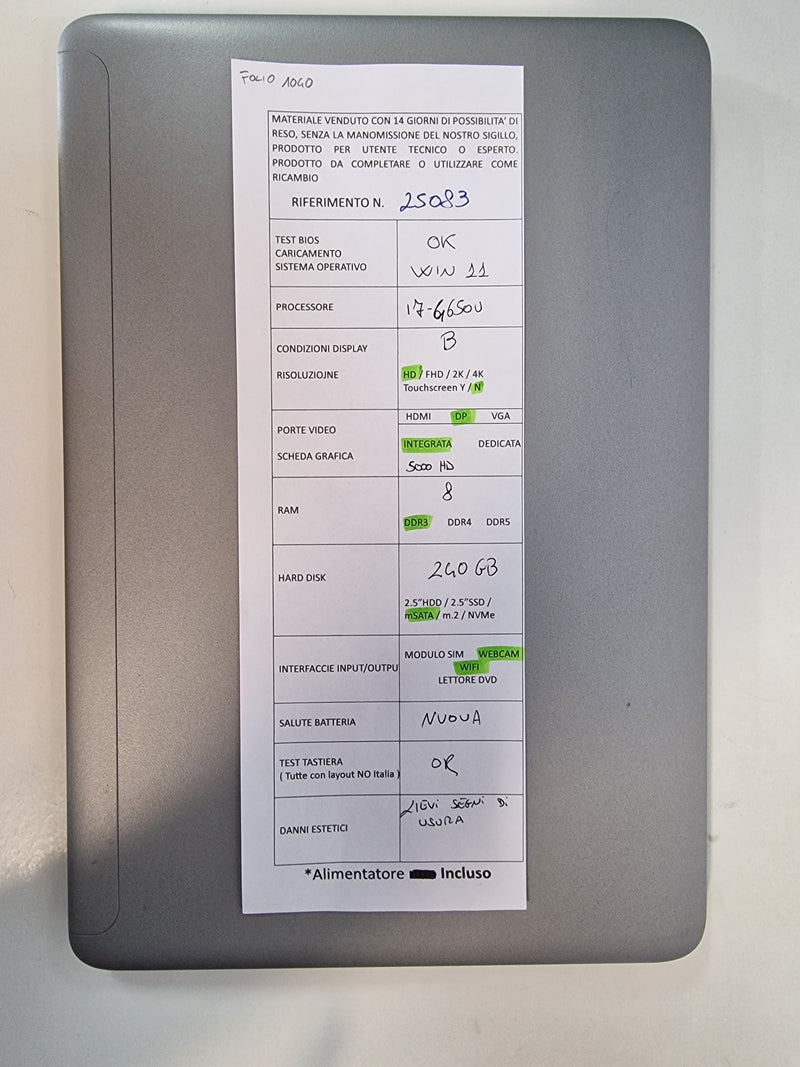 FOLIO 1040
MATERIALE VENDUTO CON 14 GIORNI DI POSSIBILITA' DI
RESO, SENZA LA MANOMISSIONE DEL NOSTRO SIGILLO,
PRODOTTO PER UTENTE TECNICO O ESPERTO.
PRODOTTO DA COMPLETARE O UTILIZZARE COME
RICAMBIO
RIFERIMENTO N. 25083
TEST BIOS OK
CARICAMENTO
SISTEMA OPERATIVO WIN 11
PROCESSORE i7-4650U
CONDIZIONI DISPLAY B
RISOLUZIOJNE HD / FHD / 2K / 4K
Touchscreen Y / N
HDMI DP VGA
PORTE VIDEO
INTEGRATA DEDICATA
SCHEDA GRAFICA 5000 HD
RAM 8
DDR3 DDR4 DDR5
HARD DISK 240 GB
2.5"HDD / 2.5"SSD /
mSATA / m.2 / NVMe
MODULO SIM WEBCAM
INTERFACCIE INPUT/OUTPU WIFI
LETTORE DVD
SALUTE BATTERIA NUOVA
TEST TASTIERA OK
( Tutte con layout NO Italia )
LIEVI SEGNI DI
USURA
DANNI ESTETICI
*Alimentatore Incluso